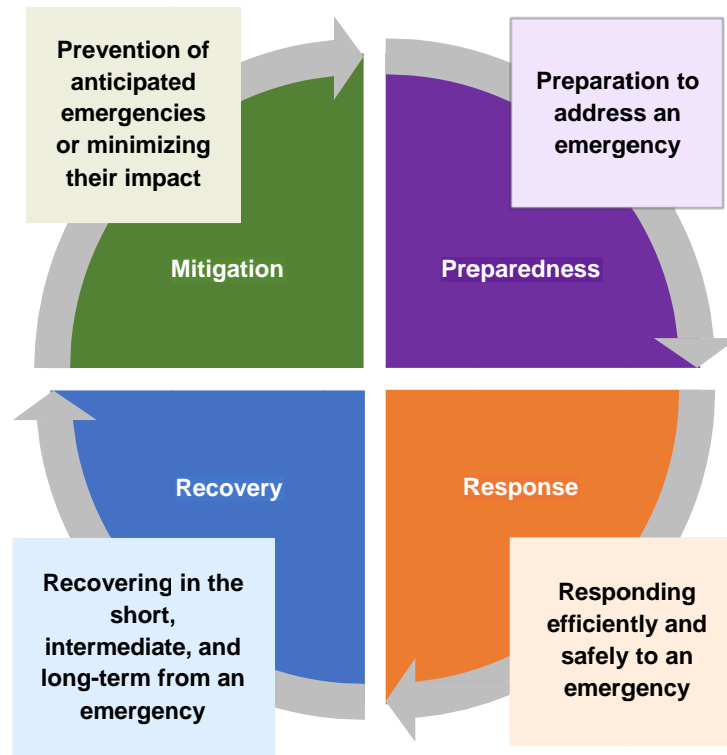 Prevention of
anticipated
emergencies
or minimizing
their impact
Preparation to
address an
emergency
Mitigation
Preparedness
Recovery
Response
Recovering in the
short,
intermediate, and
long-term from an
emergency
Responding
efficiently and
safely to an
emergency